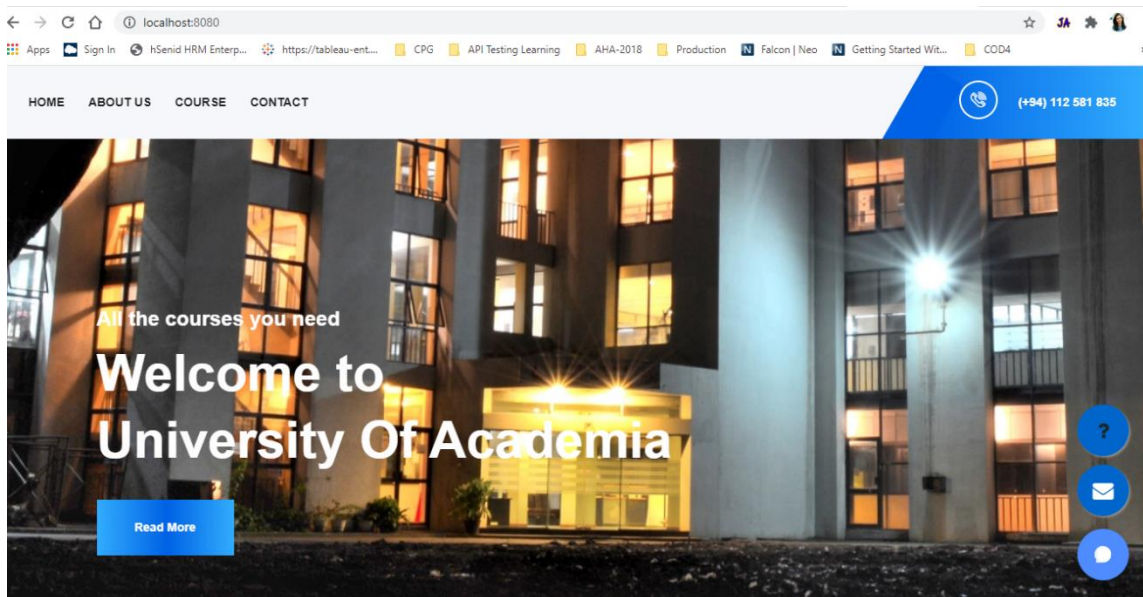 localhost:8080
JA
Apps Sign In hSenid HRM Enterp... https://tableau-ent.... CPG API Testing Learning AHA-2018 Production N Falcon | Neo N Getting Started Wit... COD4
HOME ABOUT US COURSE CONTACT (+94) 112 581 835
All the courses you need
Welcome to
University Of Academia
?
Read More